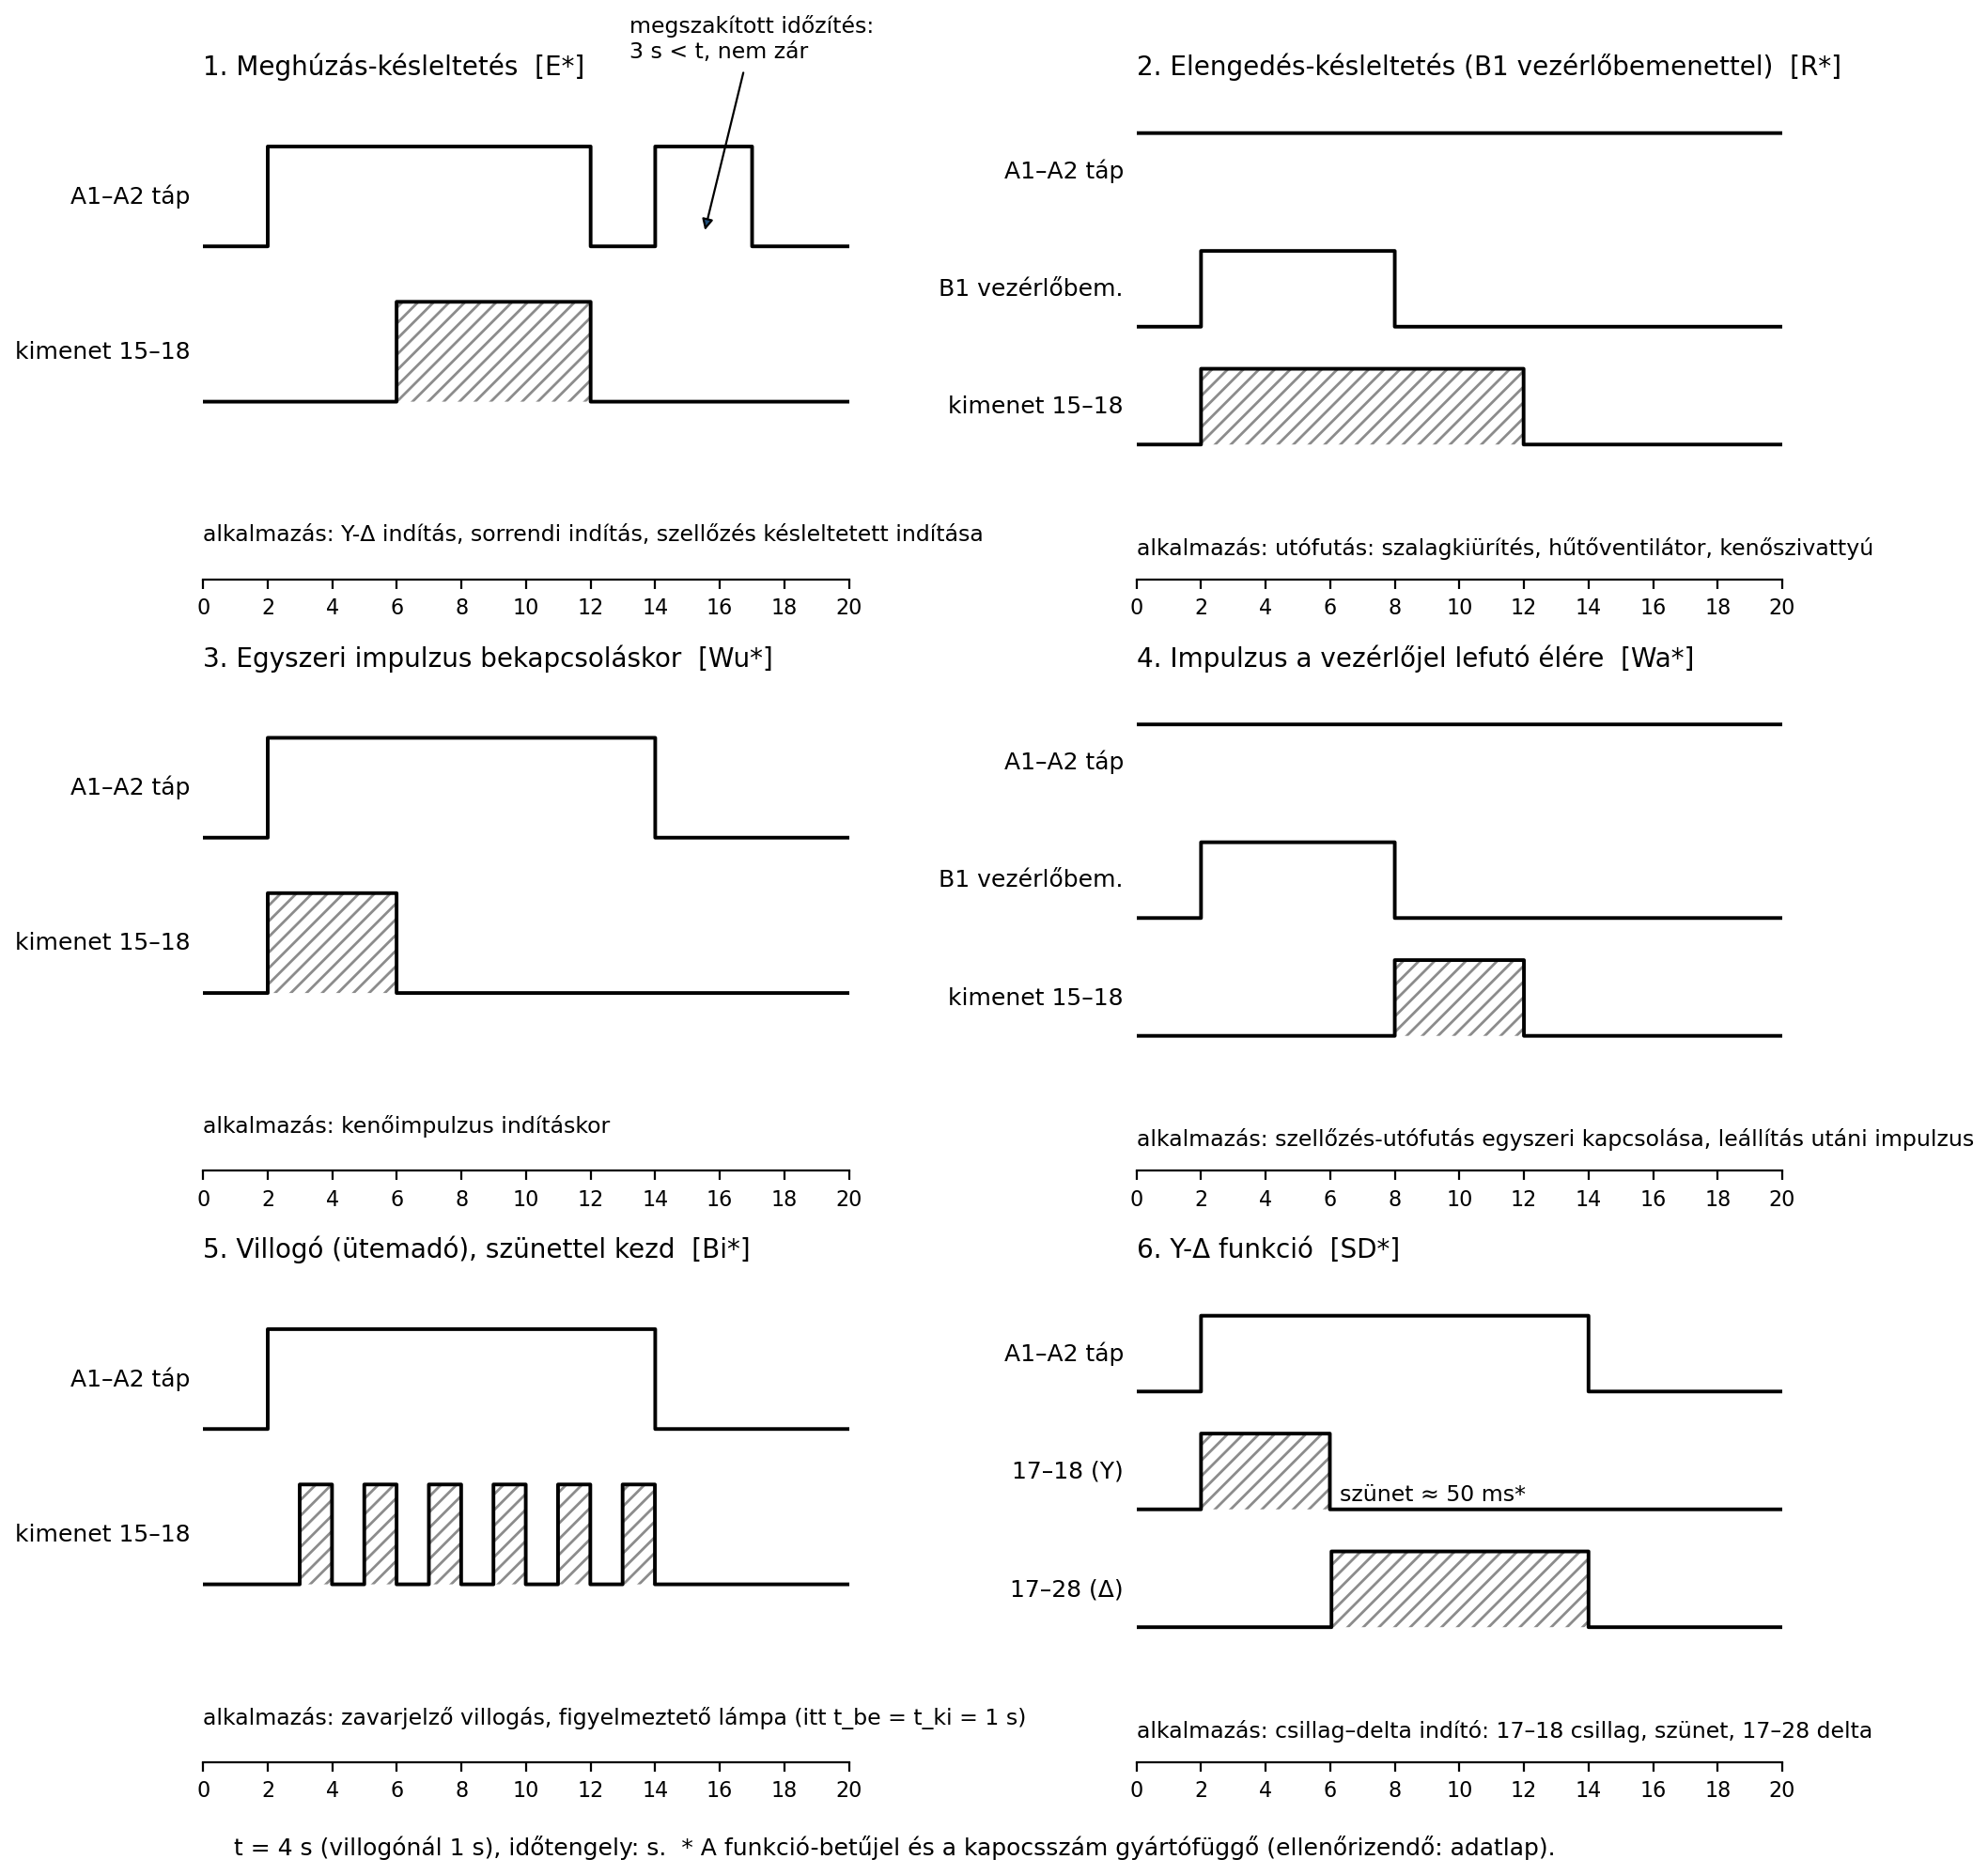 megszakított időzítés:
3 s < t, nem zár
1. Meghúzás-késleltetés [E*]
A1–A2 táp
kimenet 15–18
alkalmazás: Y-Δ indítás, sorrendi indítás, szellőzés késleltetett indítása
0 2 4 6 8 10 12 14 16 18 20
2. Elengedés-késleltetés (B1 vezérlőbemenettel) [R*]
A1–A2 táp
B1 vezérlőbem.
kimenet 15–18
alkalmazás: utófutás: szalagkiürítés, hűtőventilátor, kenőszivattyú
0 2 4 6 8 10 12 14 16 18 20
3. Egyszeri impulzus bekapcsoláskor [Wu*]
A1–A2 táp
kimenet 15–18
alkalmazás: kenőimpulzus indításkor
0 2 4 6 8 10 12 14 16 18 20
4. Impulzus a vezérlőjel lefutó élére [Wa*]
A1–A2 táp
B1 vezérlőbem.
kimenet 15–18
alkalmazás: szellőzés-utófutás egyszeri kapcsolása, leállítás utáni impulzus
0 2 4 6 8 10 12 14 16 18 20
5. Villogó (ütemadó), szünettel kezd [Bi*]
A1–A2 táp
kimenet 15–18
alkalmazás: zavarjelző villogás, figyelmeztető lámpa (itt t_be = t_ki = 1 s)
0 2 4 6 8 10 12 14 16 18 20
6. Y-Δ funkció [SD*]
A1–A2 táp
17–18 (Y)
szünet ≈ 50 ms*
17–28 (Δ)
alkalmazás: csillag–delta indító: 17–18 csillag, szünet, 17–28 delta
0 2 4 6 8 10 12 14 16 18 20
t = 4 s (villogónál 1 s), időtengely: s. * A funkció-betűjel és a kapocsszám gyártófüggő (ellenőrizendő: adatlap).